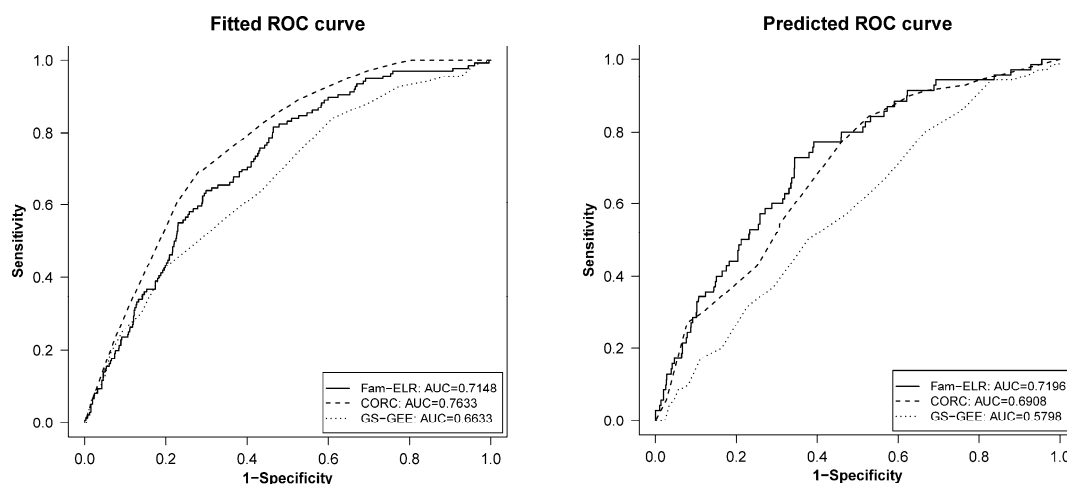 Fitted ROC curve
1.0
0.8
0.6
0.4
0.2
0.0
Sensitivity
0.0 0.2 0.4 0.6 0.8 1.0
1−Specificity
Fam−ELR: AUC=0.7148
CORC: AUC=0.7633
GS−GEE: AUC=0.6633
Predicted ROC curve
1.0
0.8
0.6
0.4
0.2
0.0
Sensitivity
0.0 0.2 0.4 0.6 0.8 1.0
1−Specificity
Fam−ELR: AUC=0.7196
CORC: AUC=0.6908
GS−GEE: AUC=0.5798